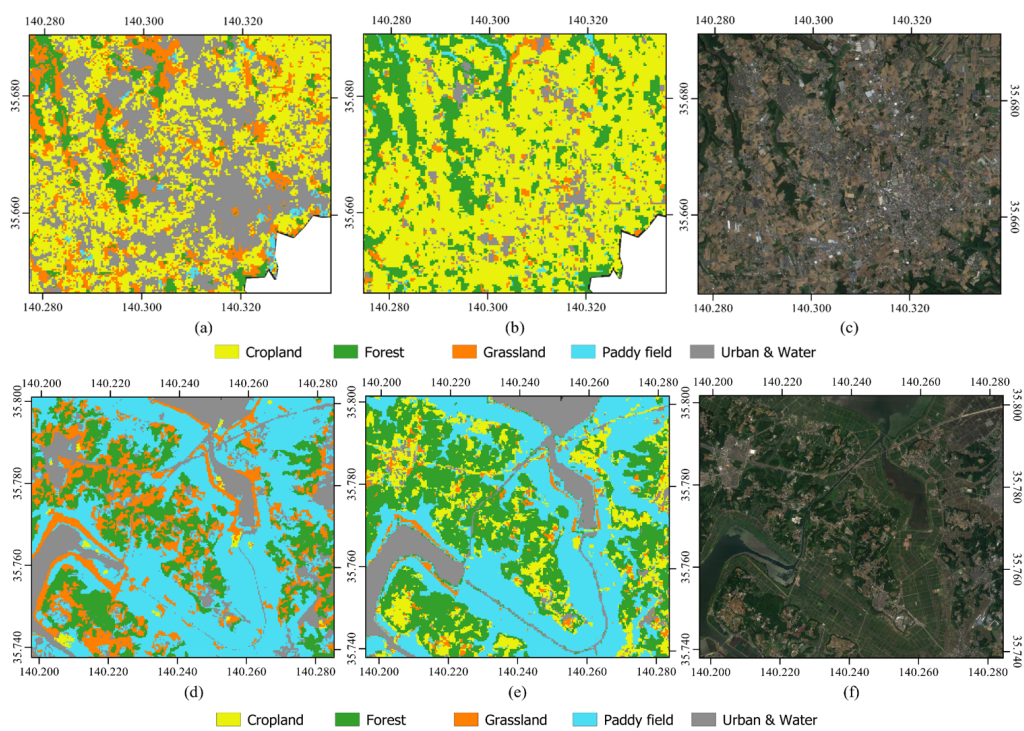 140.280 140.300 140.320 140.280 140.300 140.320 140.300 140.320
35.680 35.680 35.680
35.660 35.660 35.660
140.280 140.300 140.320 140.280 140.300 140.320 140.280 140.300 140.320
(a) (b) (c)
Cropland Forest Grassland Paddy field Urban & Water
140.200 140.220 140.240 140.260 140.280 140.200 140.220 140.240 140.260 140.280 140.200 140.220 140.240 140.260 140.280
35.800 35.800 35.800
35.780 35.780 35.780
35.760 35.760 35.760
35.740 35.740 35.740
140.200 140.220 140.240 140.260 140.280 140.200 140.220 140.240 140.260 140.280 140.200 140.220 140.240 140.260 140.280
(d) (e) (f)
Cropland Forest Grassland Paddy field Urban & Water